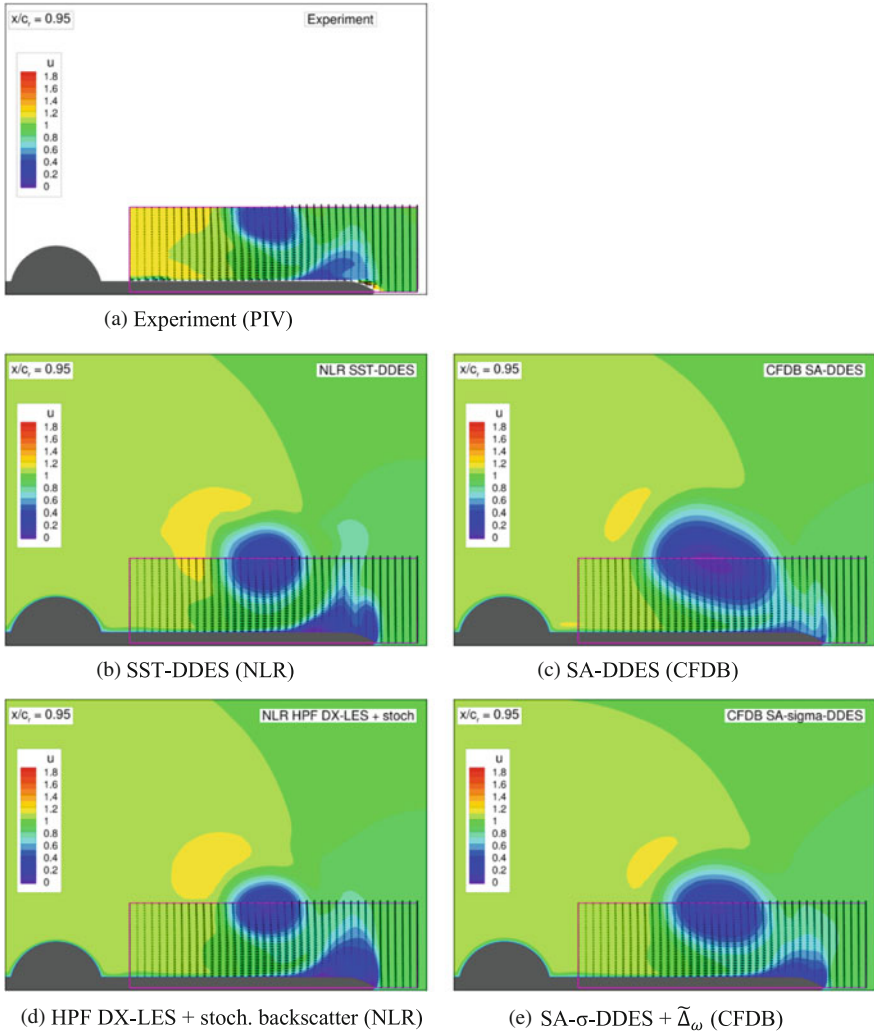 x/cᵣ = 0.95
Experiment
u
1.8
1.6
1.4
1.2
1
0.8
0.6
0.4
0.2
0
(a) Experiment (PIV)
x/cᵣ = 0.95
NLR SST-DDES
u
1.8
1.6
1.4
1.2
1
0.8
0.6
0.4
0.2
0
(b) SST-DDES (NLR)
x/cᵣ = 0.95
CFDB SA-DDES
u
1.8
1.6
1.4
1.2
1
0.8
0.6
0.4
0.2
0
(c) SA-DDES (CFDB)
x/cᵣ = 0.95
NLR HPF DX-LES + stoch
u
1.8
1.6
1.4
1.2
1
0.8
0.6
0.4
0.2
0
(d) HPF DX-LES + stoch. backscatter (NLR)
x/cᵣ = 0.95
CFDB SA-sigma-DDES
u
1.8
1.6
1.4
1.2
1
0.8
0.6
0.4
0.2
0
(e) SA-σ-DDES + Δ̃_ω (CFDB)